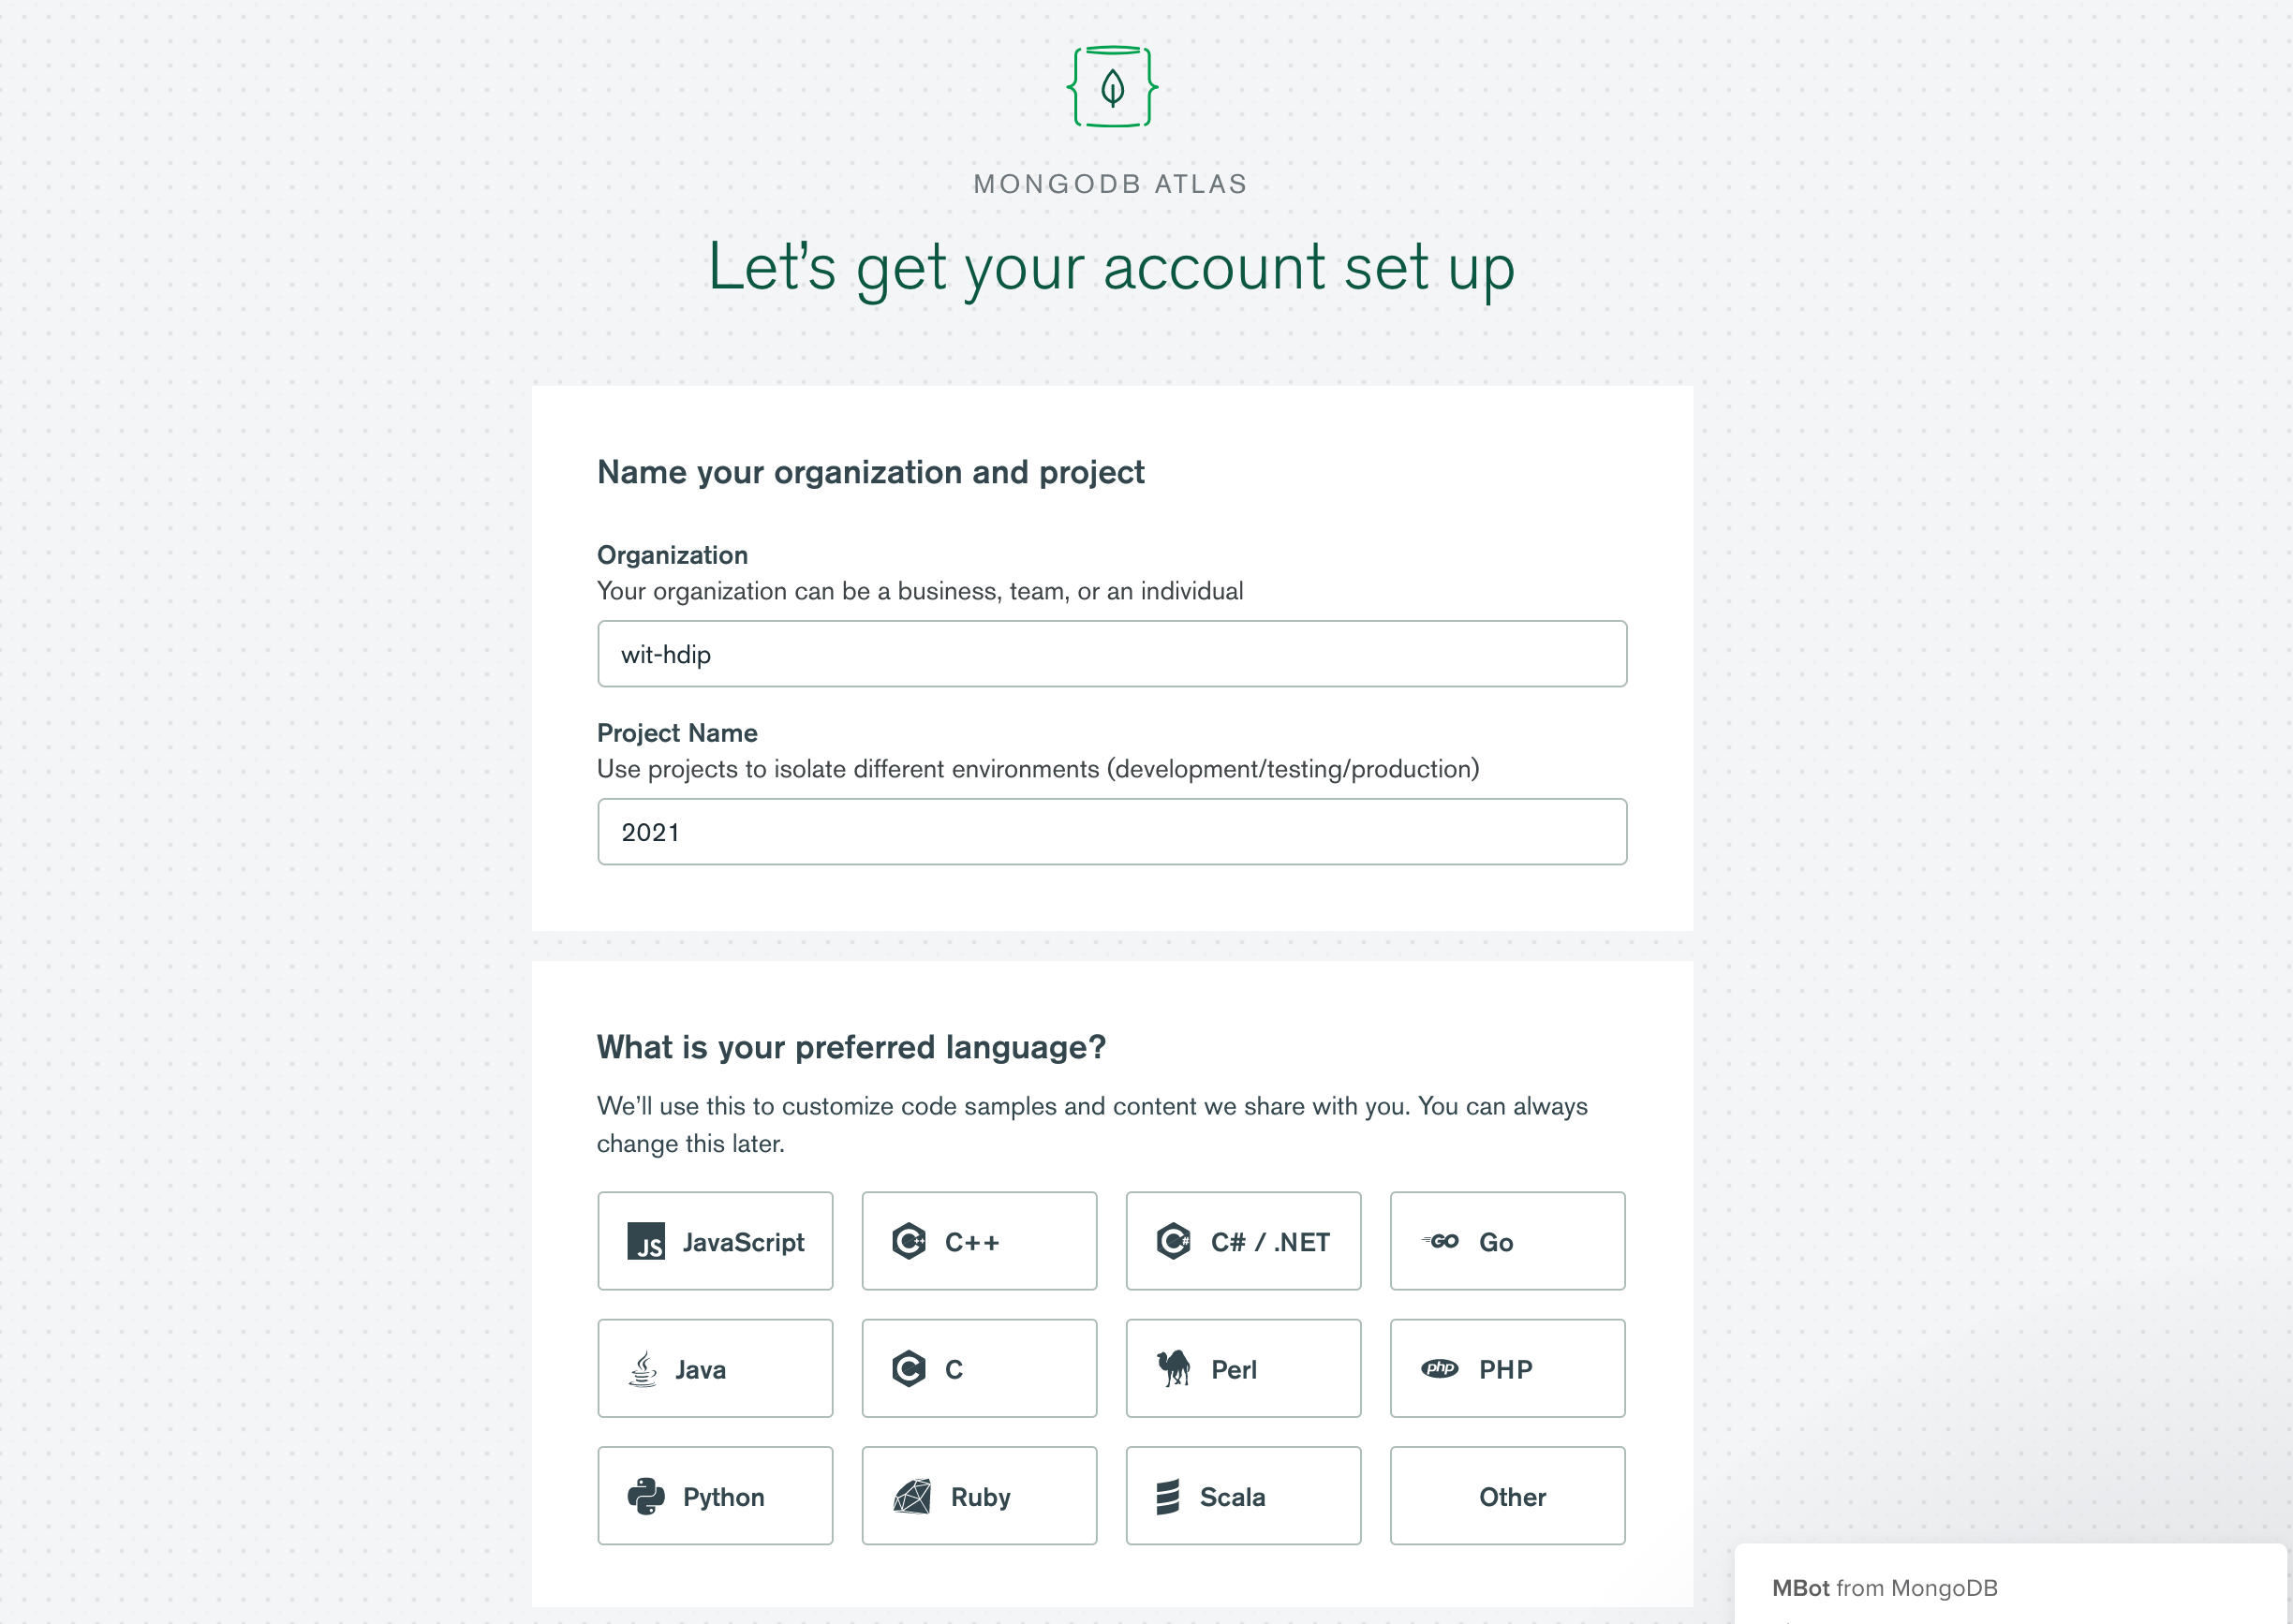 MONGODB ATLAS
Let's get your account set up
Name your organization and project
Organization
Your organization can be a business, team, or an individual
wit-hdip
Project Name
Use projects to isolate different environments (development/testing/production)
2021
What is your preferred language?
We'll use this to customize code samples and content we share with you. You can always
change this later.
JS JavaScript
C++ C++
C# C# / .NET
GO Go
Java
C C
Perl
php PHP
Python
Ruby
Scala
Other
MBot from MongoDB